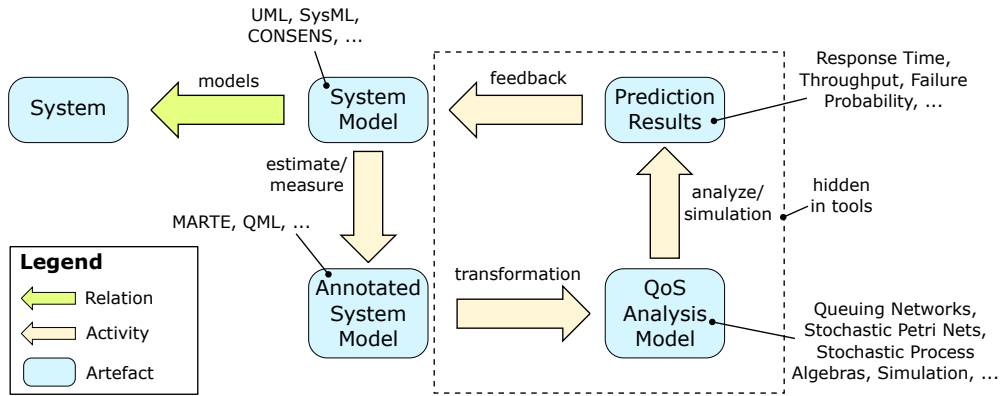 UML, SysML,
CONSENS, ...
models
feedback
Response Time,
Throughput, Failure
Probability, ...
System
System
Model
Prediction
Results
estimate/
measure
analyze/
simulation
hidden
in tools
MARTE, QML, ...
Legend
Relation
Activity
Artefact
Annotated
System
Model
transformation
QoS
Analysis
Model
Queuing Networks,
Stochastic Petri Nets,
Stochastic Process
Algebras, Simulation, ...